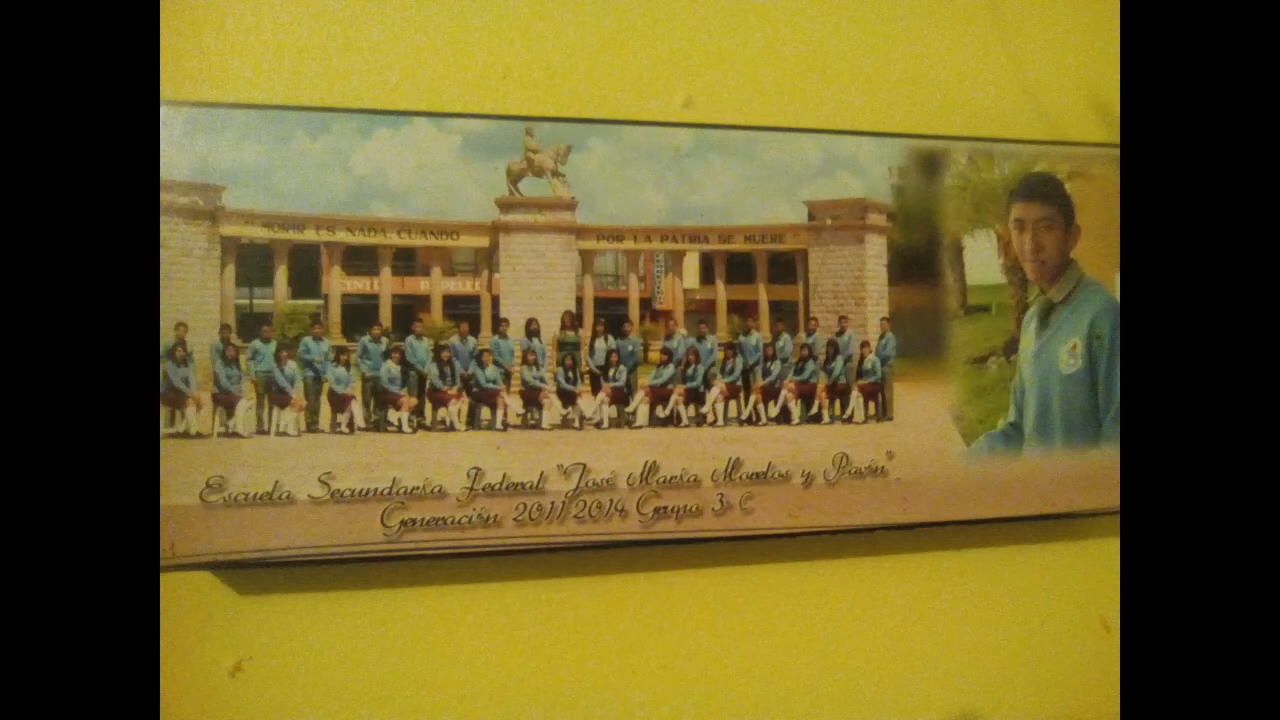 MORIR ES NADA, CUANDO POR LA PATRIA SE MUERE
Escuela Secundaria Federal "José María Morelos y Pavón"
Generación 2011-2014 Grupo 3 C